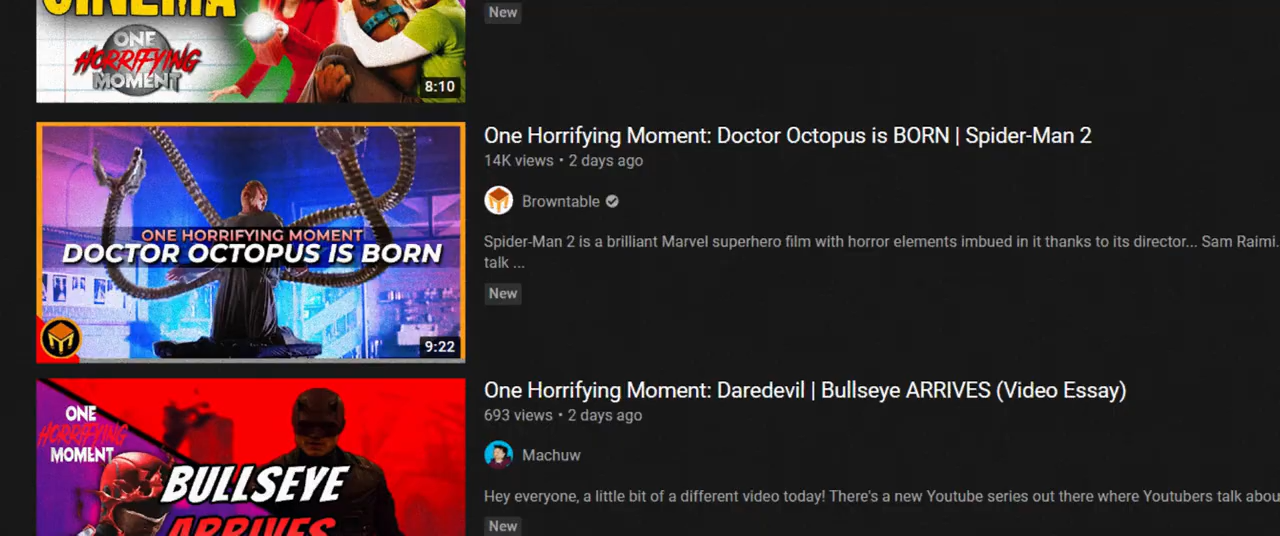 CINEMA
ONE
HORRIFYING
MOMENT
8:10
New
One Horrifying Moment: Doctor Octopus is BORN | Spider-Man 2
14K views • 2 days ago
Browntable
Spider-Man 2 is a brilliant Marvel superhero film with horror elements imbued in it thanks to its director... Sam Raimi.
talk ...
New
ONE HORRIFYING MOMENT
DOCTOR OCTOPUS IS BORN
9:22
One Horrifying Moment: Daredevil | Bullseye ARRIVES (Video Essay)
693 views • 2 days ago
Machuw
Hey everyone, a little bit of a different video today! There's a new Youtube series out there where Youtubers talk abou
New
ONE
HORRIFYING
MOMENT
BULLSEYE
ARRIVES